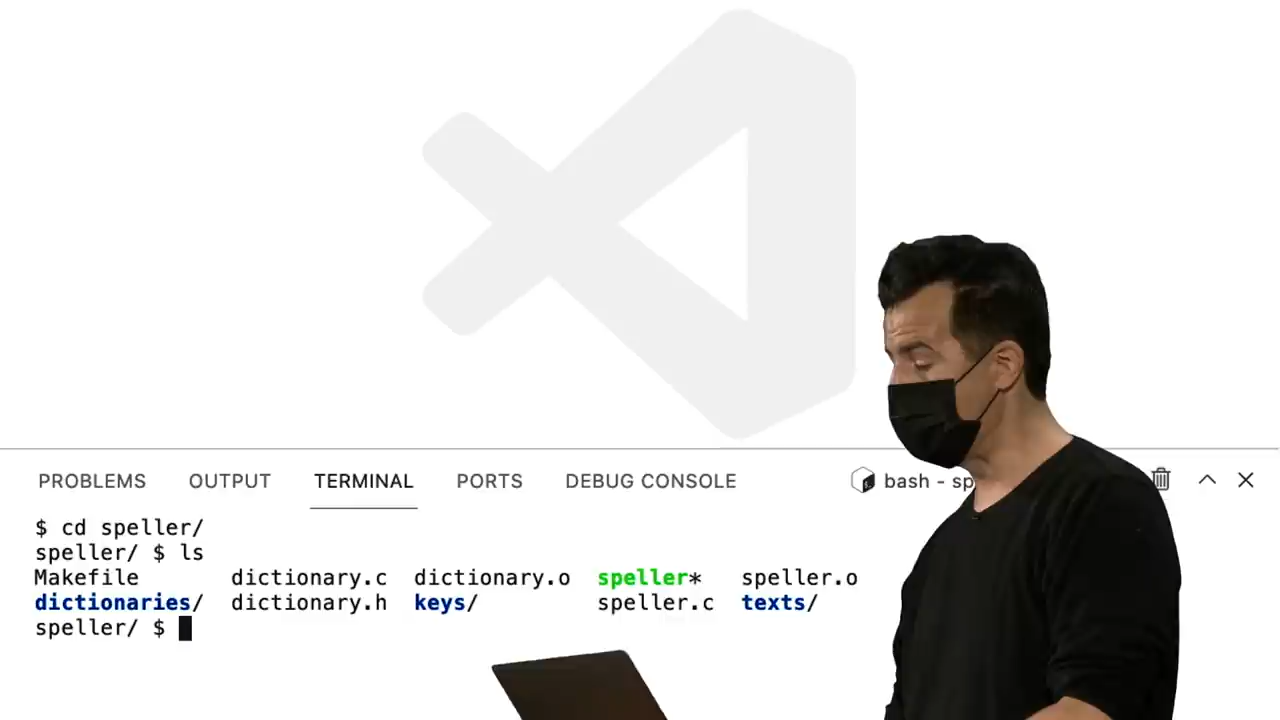 PROBLEMS OUTPUT TERMINAL PORTS DEBUG CONSOLE bash - sp
$ cd speller/
speller/ $ ls
Makefile dictionary.c dictionary.o speller* speller.o
dictionaries/ dictionary.h keys/ speller.c texts/
speller/ $